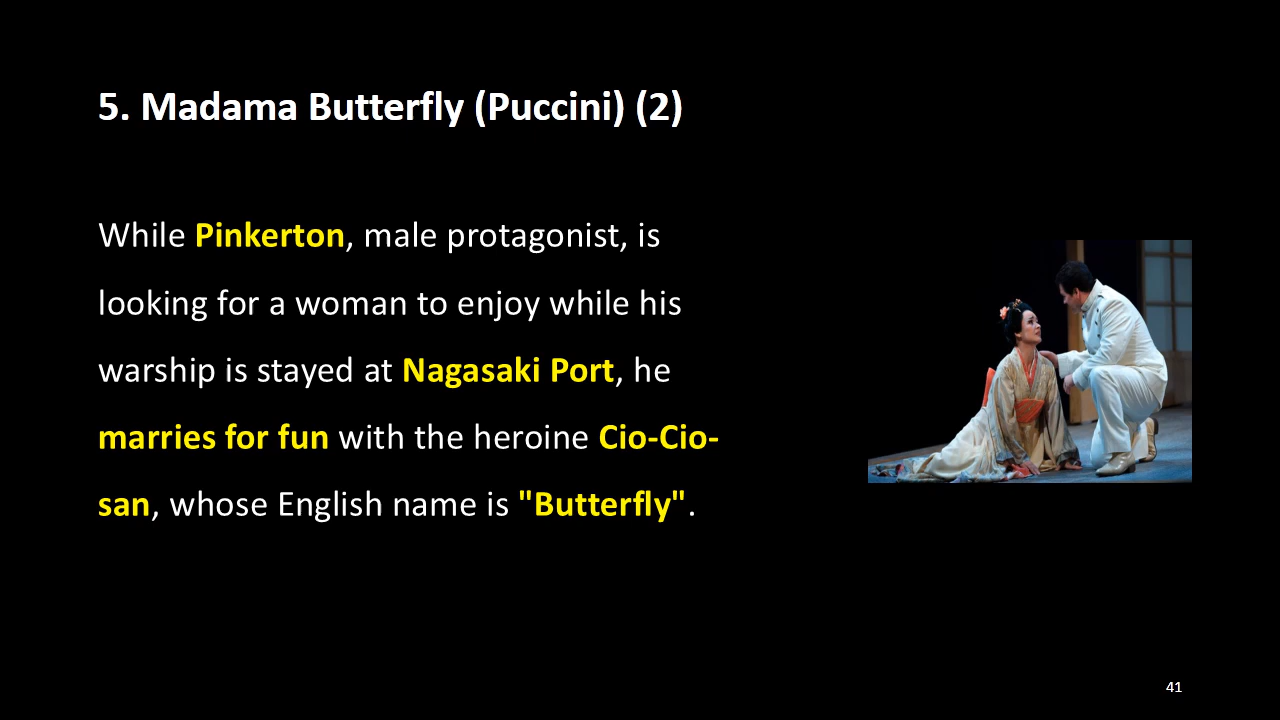 5. Madama Butterfly (Puccini) (2)
While Pinkerton, male protagonist, is
looking for a woman to enjoy while his
warship is stayed at Nagasaki Port, he
marries for fun with the heroine Cio-Cio-
san, whose English name is "Butterfly".
41